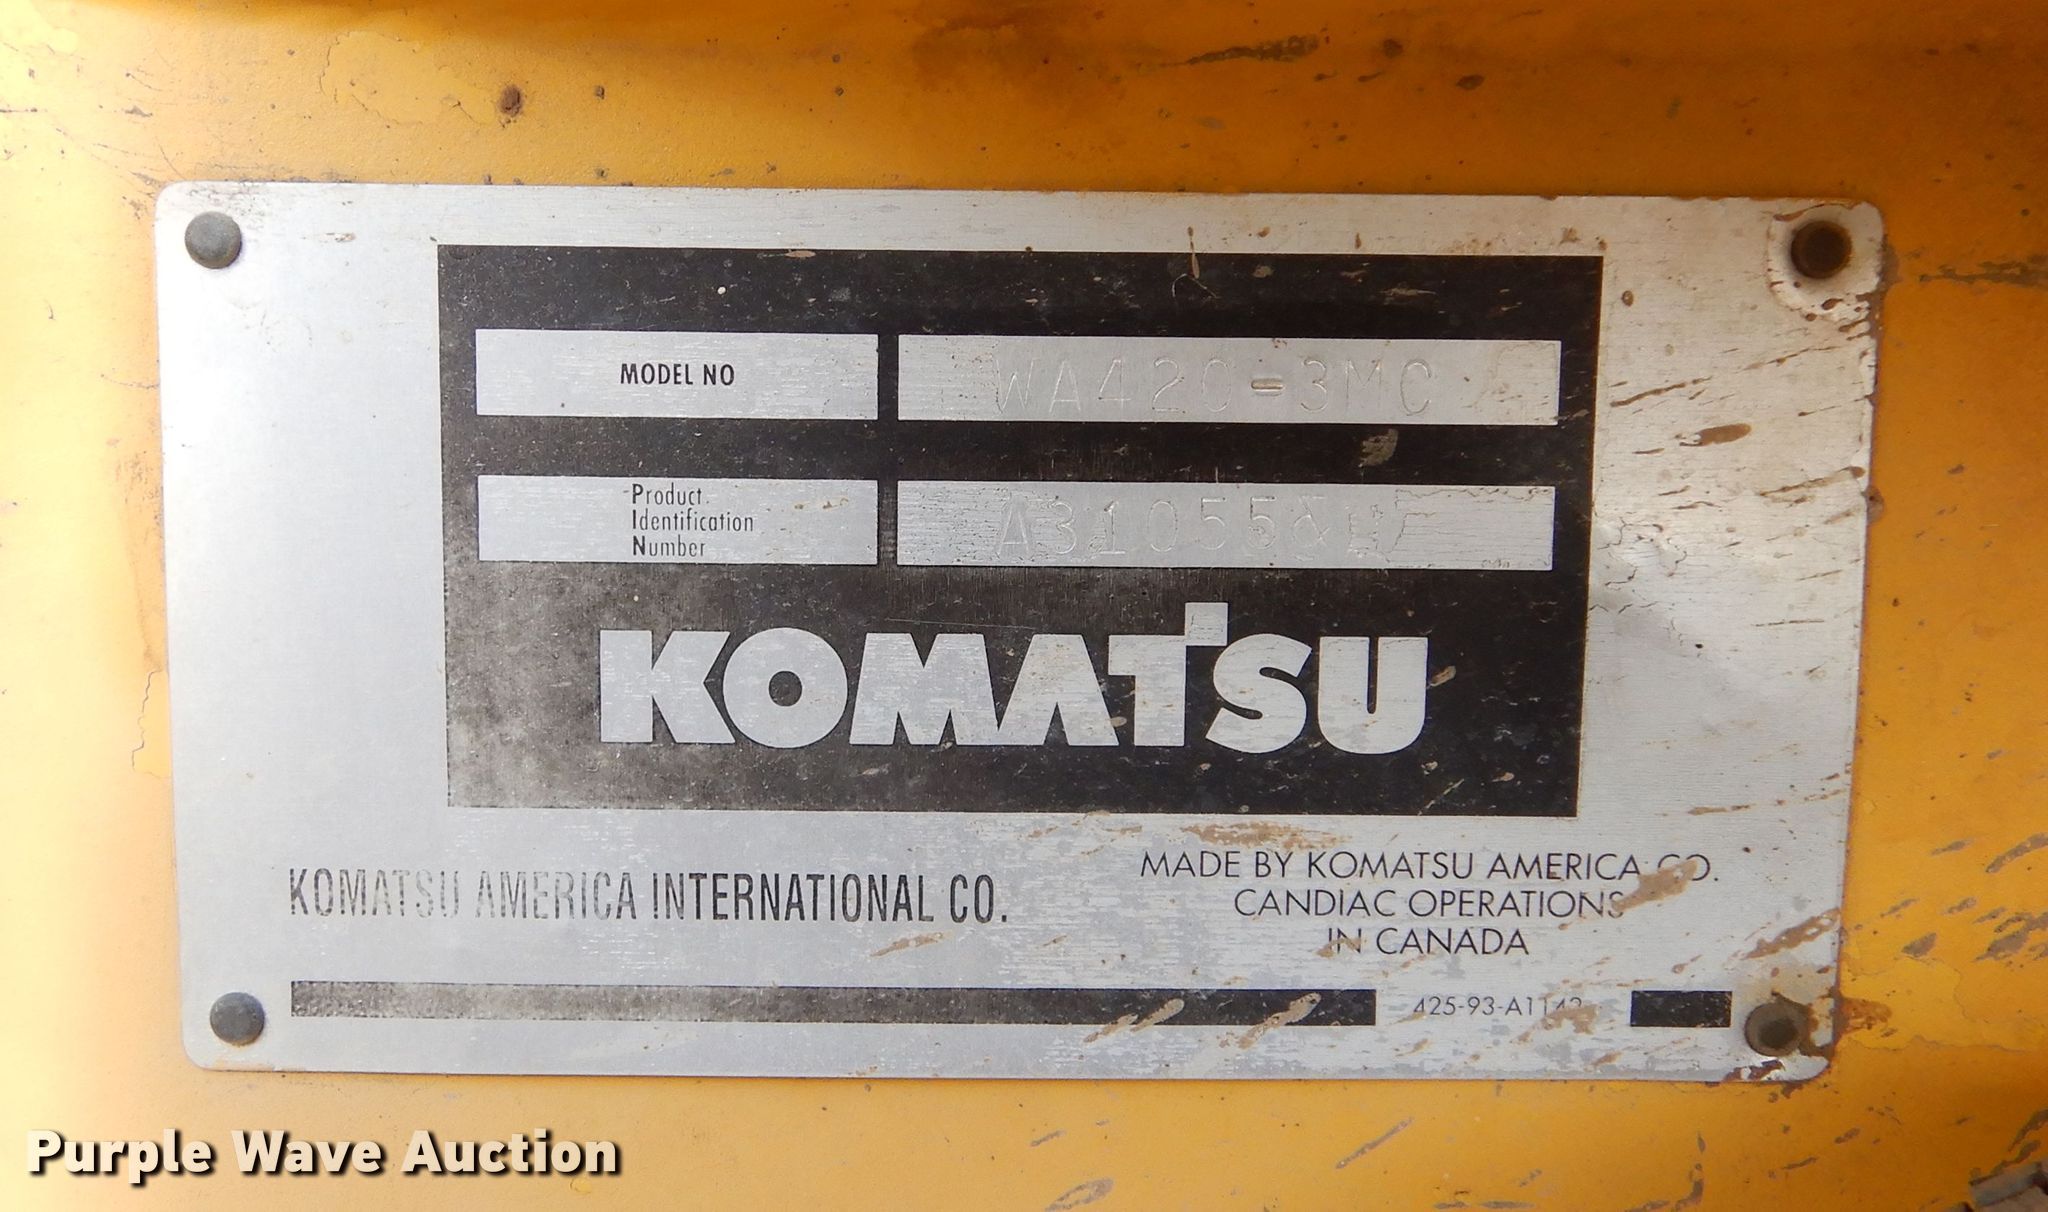 MODEL NO
WA420-3MC
Product
Identification
Number
KOMATSU
KOMATSU AMERICA INTERNATIONAL CO.
MADE BY KOMATSU AMERICA CO.
CANDIAC OPERATIONS
IN CANADA
Purple Wave Auction